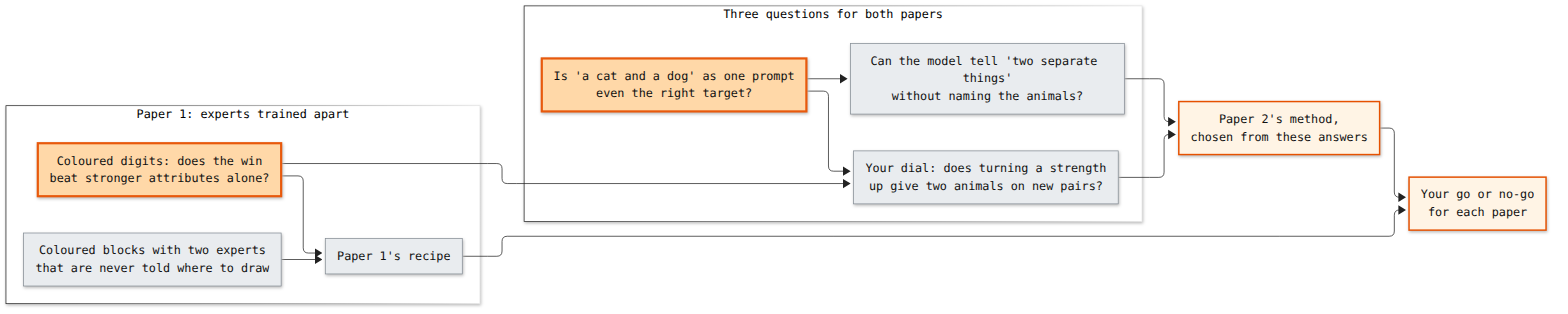 Three questions for both papers
Is 'a cat and a dog' as one prompt
even the right target?
Can the model tell 'two separate
things'
without naming the animals?
Paper 1: experts trained apart
Paper 2's method,
chosen from these answers
Coloured digits: does the win
beat stronger attributes alone?
Your dial: does turning a strength
up give two animals on new pairs?
Your go or no-go
for each paper
Coloured blocks with two experts
that are never told where to draw
Paper 1's recipe